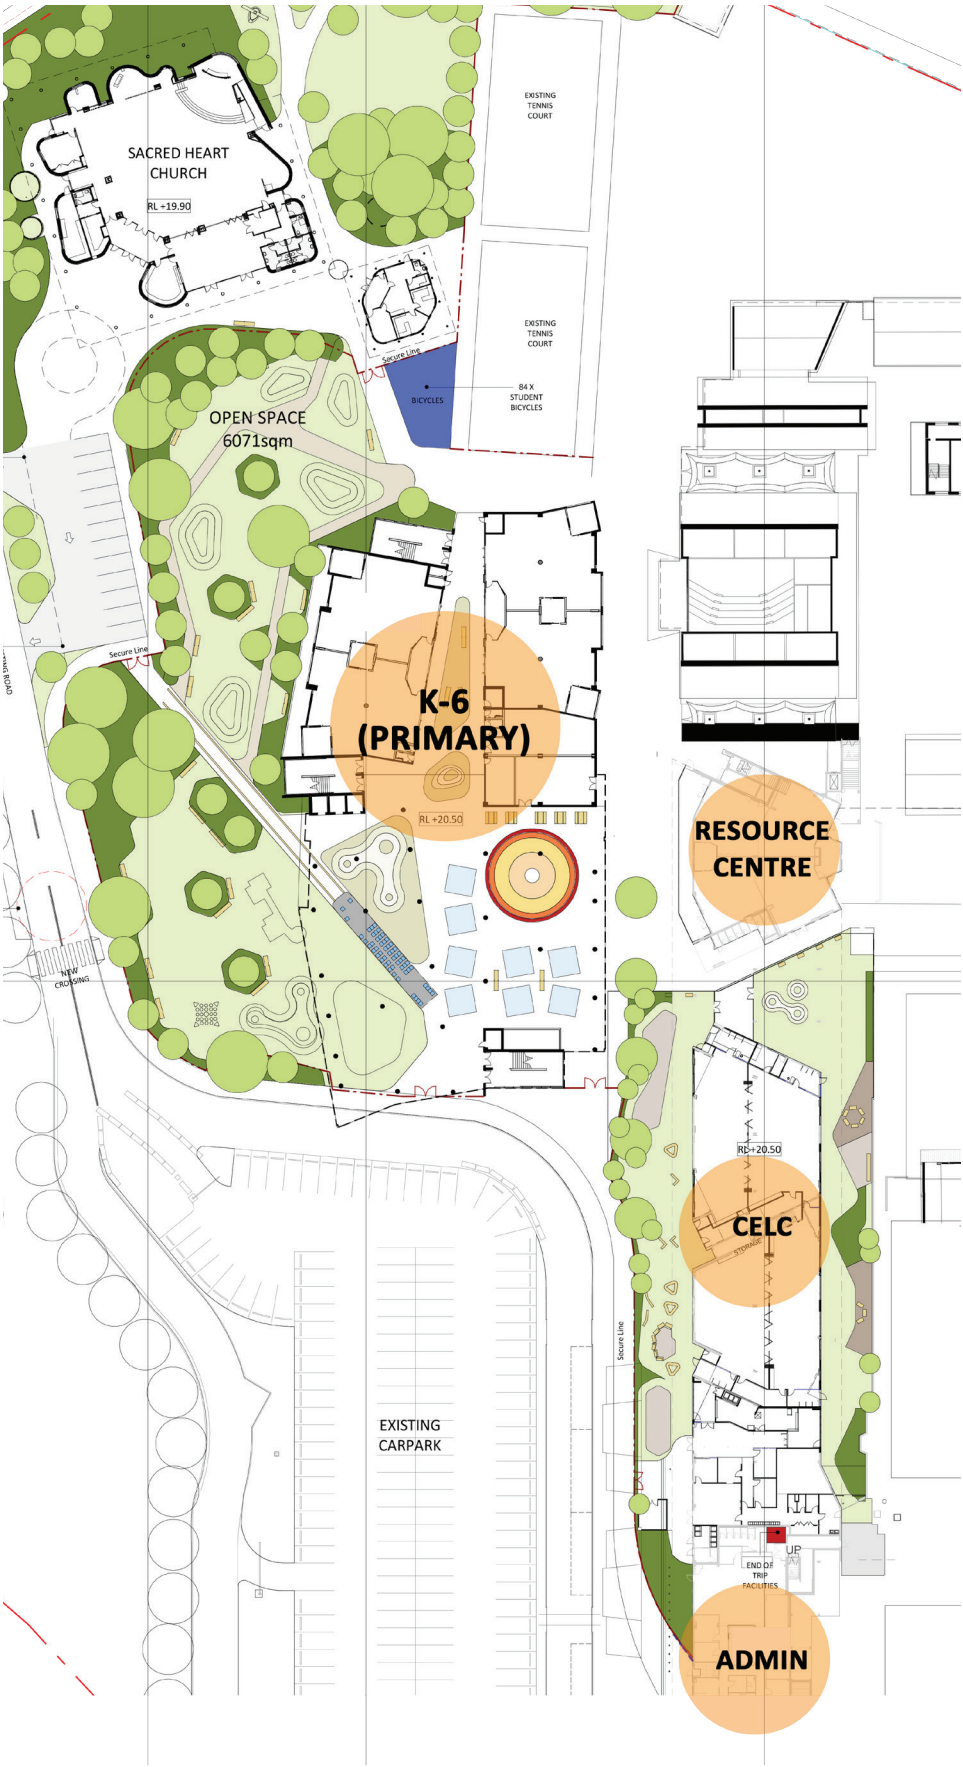 EXISTING
TENNIS
COURT
SACRED HEART
CHURCH
RL +19.90
EXISTING
TENNIS
COURT
Secure Line
84 X
STUDENT
BICYCLES
BICYCLES
OPEN SPACE
6071sqm
Secure Line
ROAD
K-6
(PRIMARY)
RL +20.50
RESOURCE
CENTRE
NEW
CROSSING
RL +20.50
CELC
STORAGE
Secure Line
EXISTING
CARPARK
UP
END OF
TRIP
FACILITIES
ADMIN